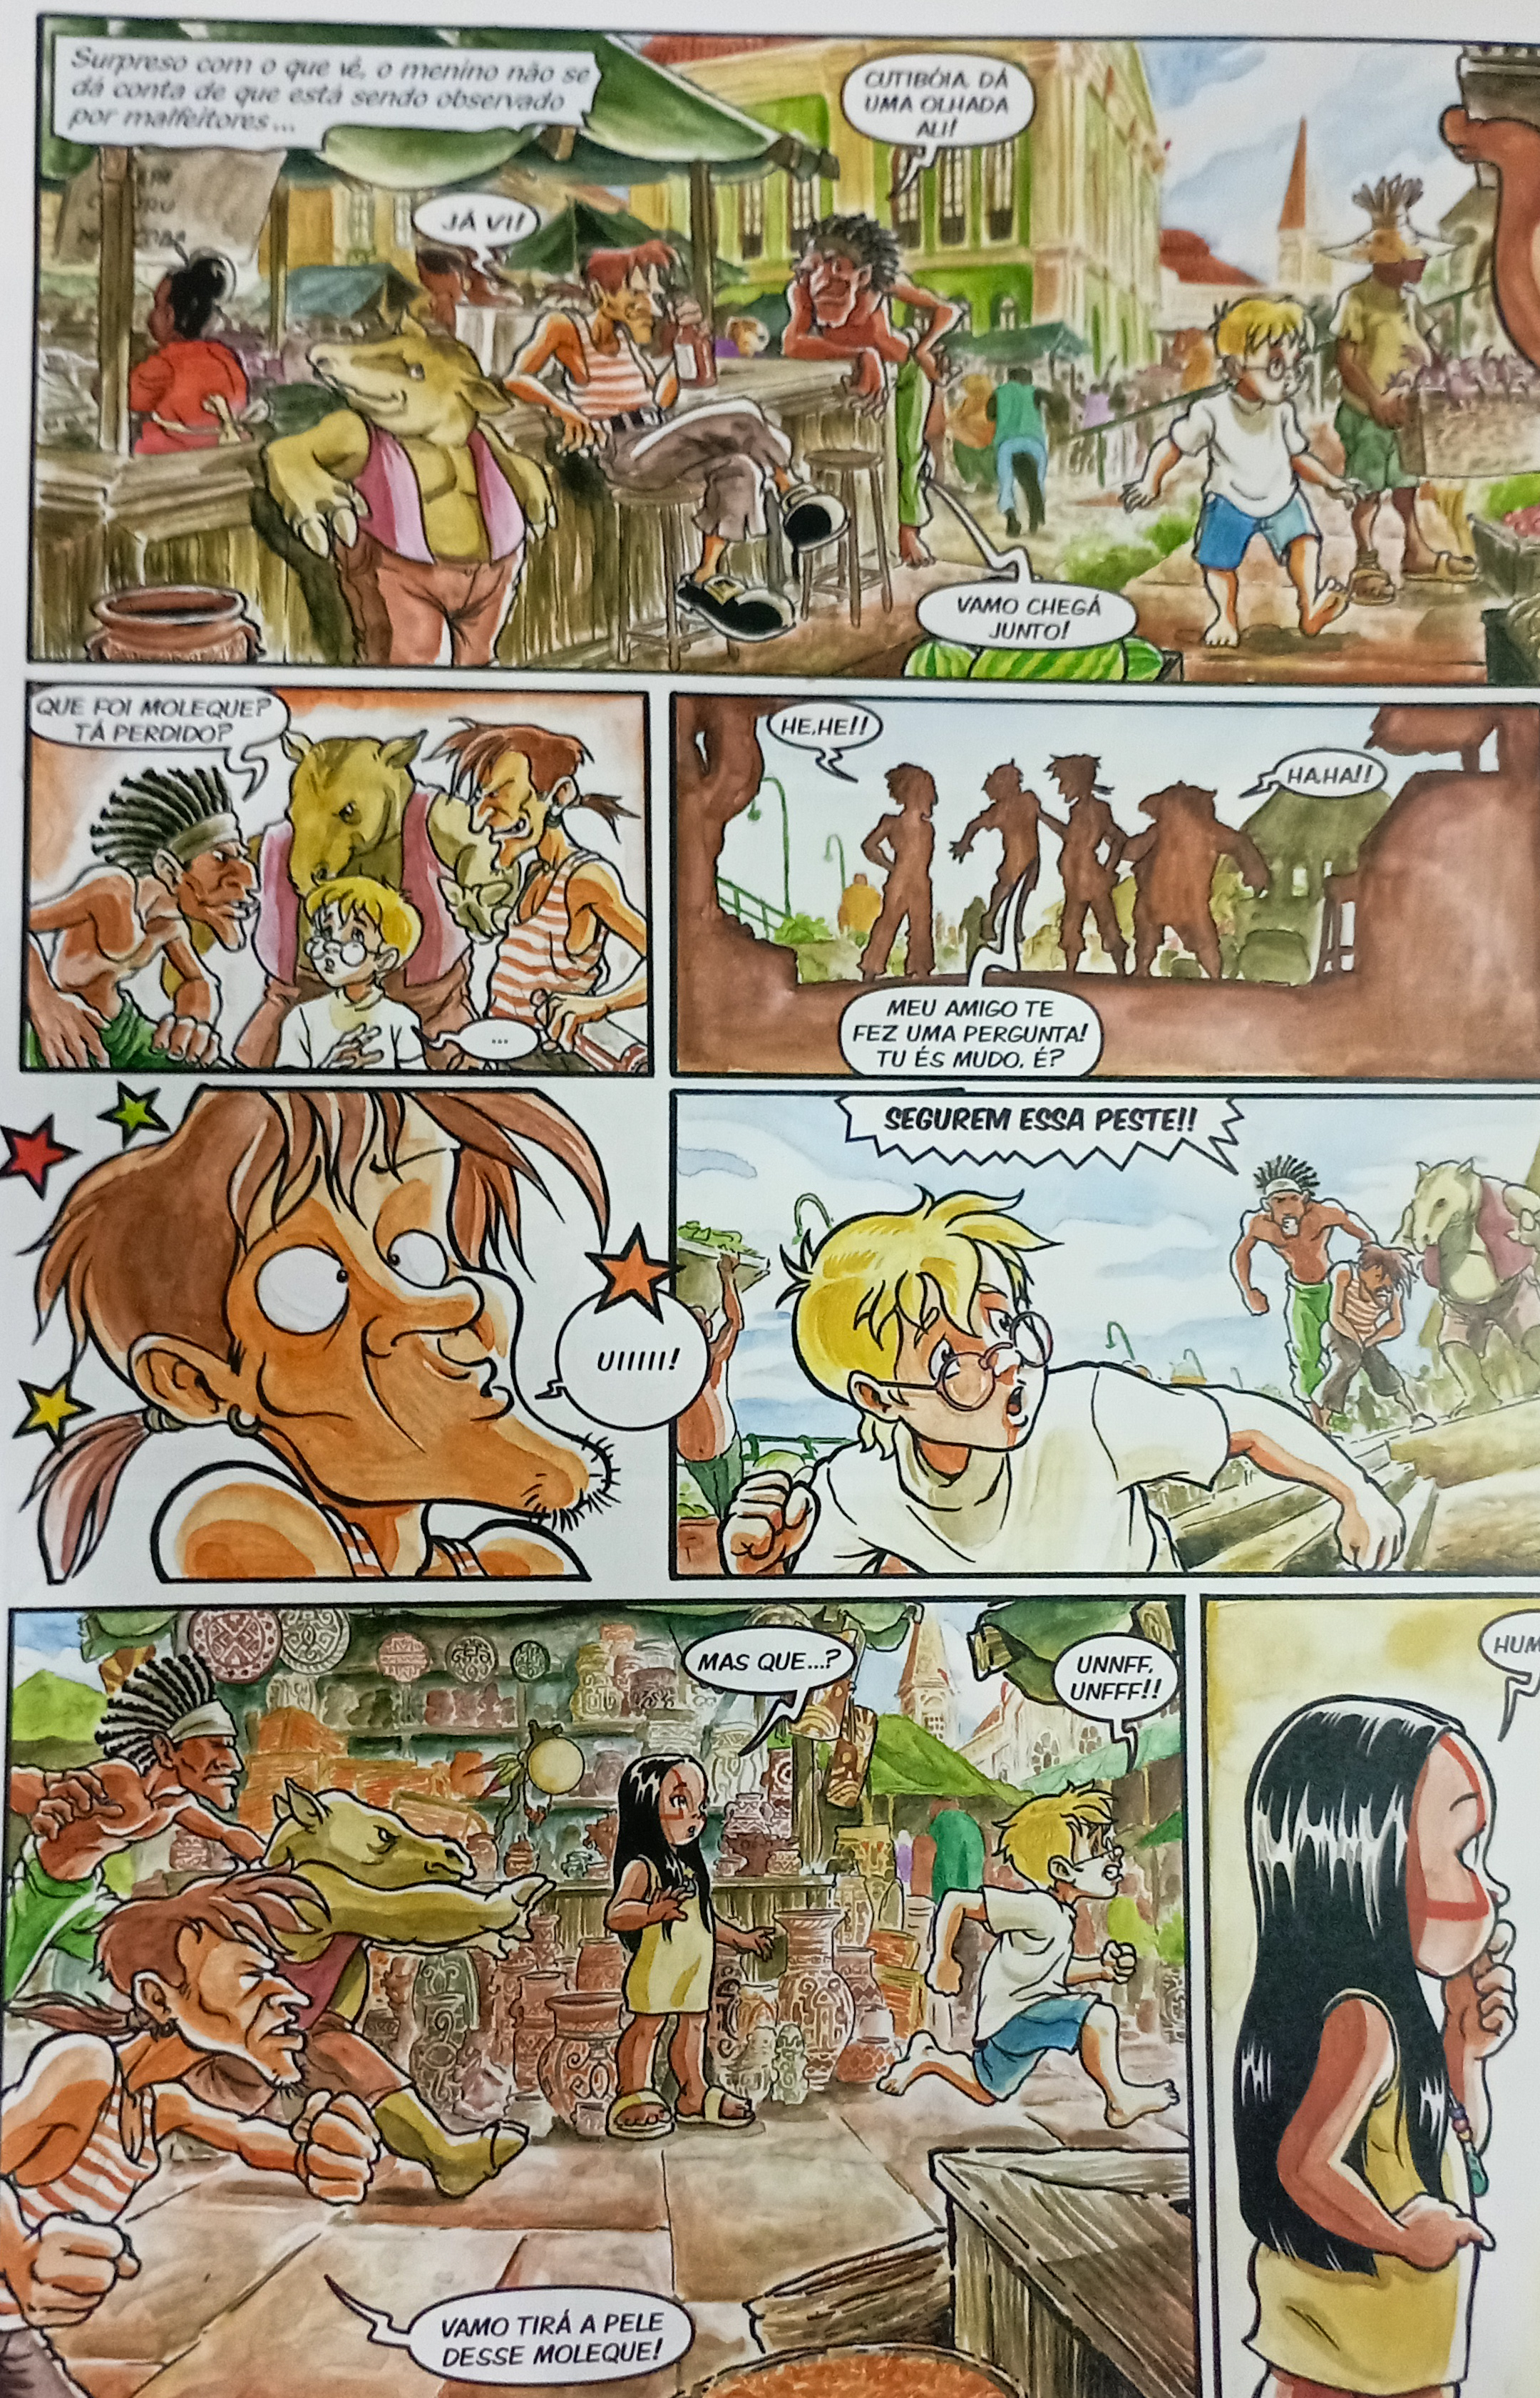 Surpreso com o que vê, o menino não se
dá conta de que está sendo observado
por malfeitores...
CUTIBÓIA, DÁ
UMA OLHADA
ALI!
JÁ VI!
VAMO CHEGÁ
JUNTO!
QUE FOI MOLEQUE?
TÁ PERDIDO?
...
HE,HE!!
HA,HA!!
MEU AMIGO TE
FEZ UMA PERGUNTA!
TU ÉS MUDO, É?
UIIIIII!
SEGUREM ESSA PESTE!!
MAS QUE...?
UNNFF,
UNFFF!!
HUM
VAMO TIRÁ A PELE
DESSE MOLEQUE!